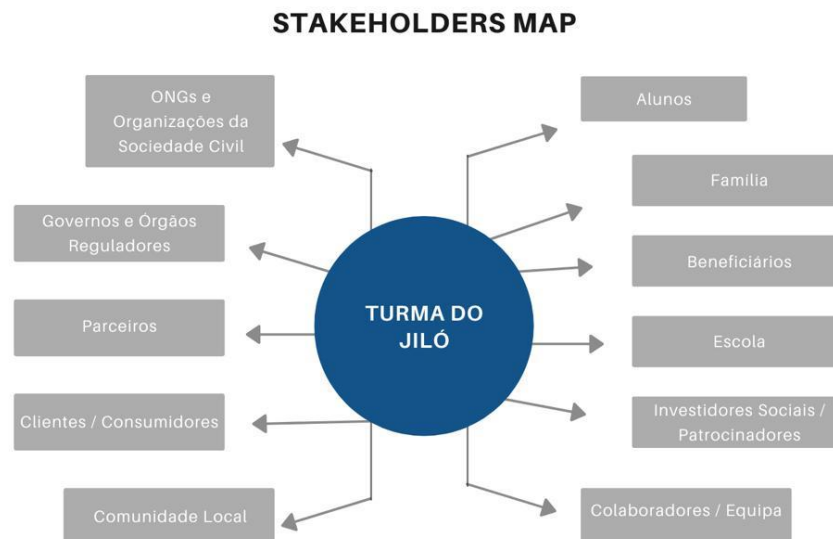 STAKEHOLDERS MAP
ONGs e
Organizações da
Sociedade Civil
Governos e Órgãos
Reguladores
Parceiros
Clientes / Consumidores
Comunidade Local
TURMA DO
JILÓ
Alunos
Família
Beneficiários
Escola
Investidores Sociais /
Patrocinadores
Colaboradores / Equipa